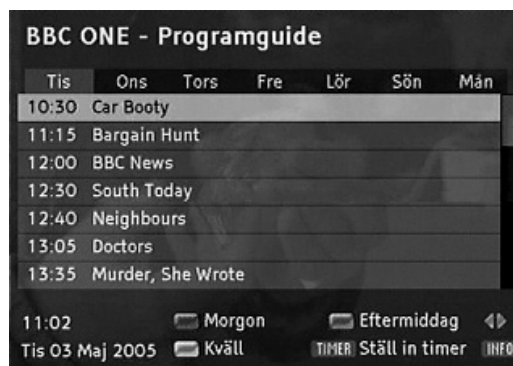 BBC ONE - Programguide
Tis Ons Tors Fre Lör Sön Mån
10:30 Car Booty
11:15 Bargain Hunt
12:00 BBC News
12:30 South Today
12:40 Neighbours
13:05 Doctors
13:35 Murder, She Wrote
11:02 Morgon Eftermiddag
Tis 03 Maj 2005 Kväll TIMER Ställ in timer INFO